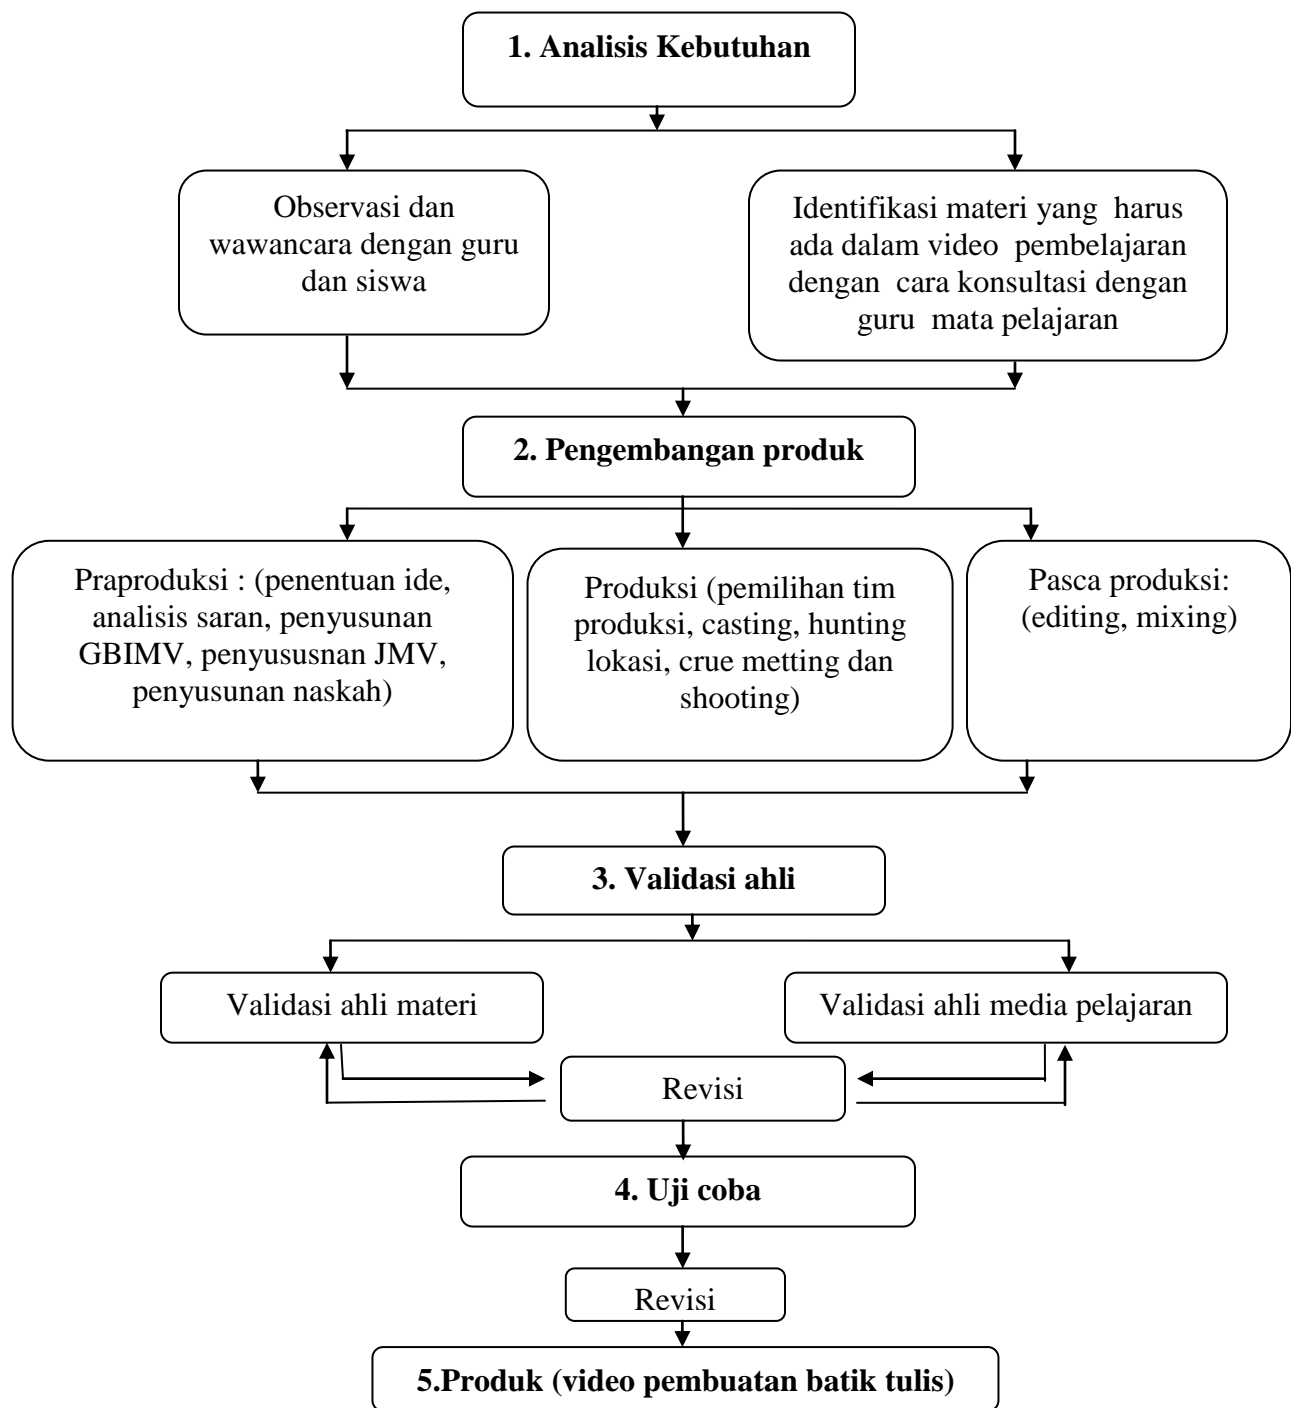 1. Analisis Kebutuhan
Observasi dan
wawancara dengan guru
dan siswa
Identifikasi materi yang harus
ada dalam video pembelajaran
dengan cara konsultasi dengan
guru mata pelajaran
2. Pengembangan produk
Praproduksi : (penentuan ide,
analisis saran, penyusunan
GBIMV, penyususnan JMV,
penyusunan naskah)
Produksi (pemilihan tim
produksi, casting, hunting
lokasi, crue metting dan
shooting)
Pasca produksi:
(editing, mixing)
3. Validasi ahli
Validasi ahli materi
Validasi ahli media pelajaran
Revisi
4. Uji coba
Revisi
5.Produk (video pembuatan batik tulis)